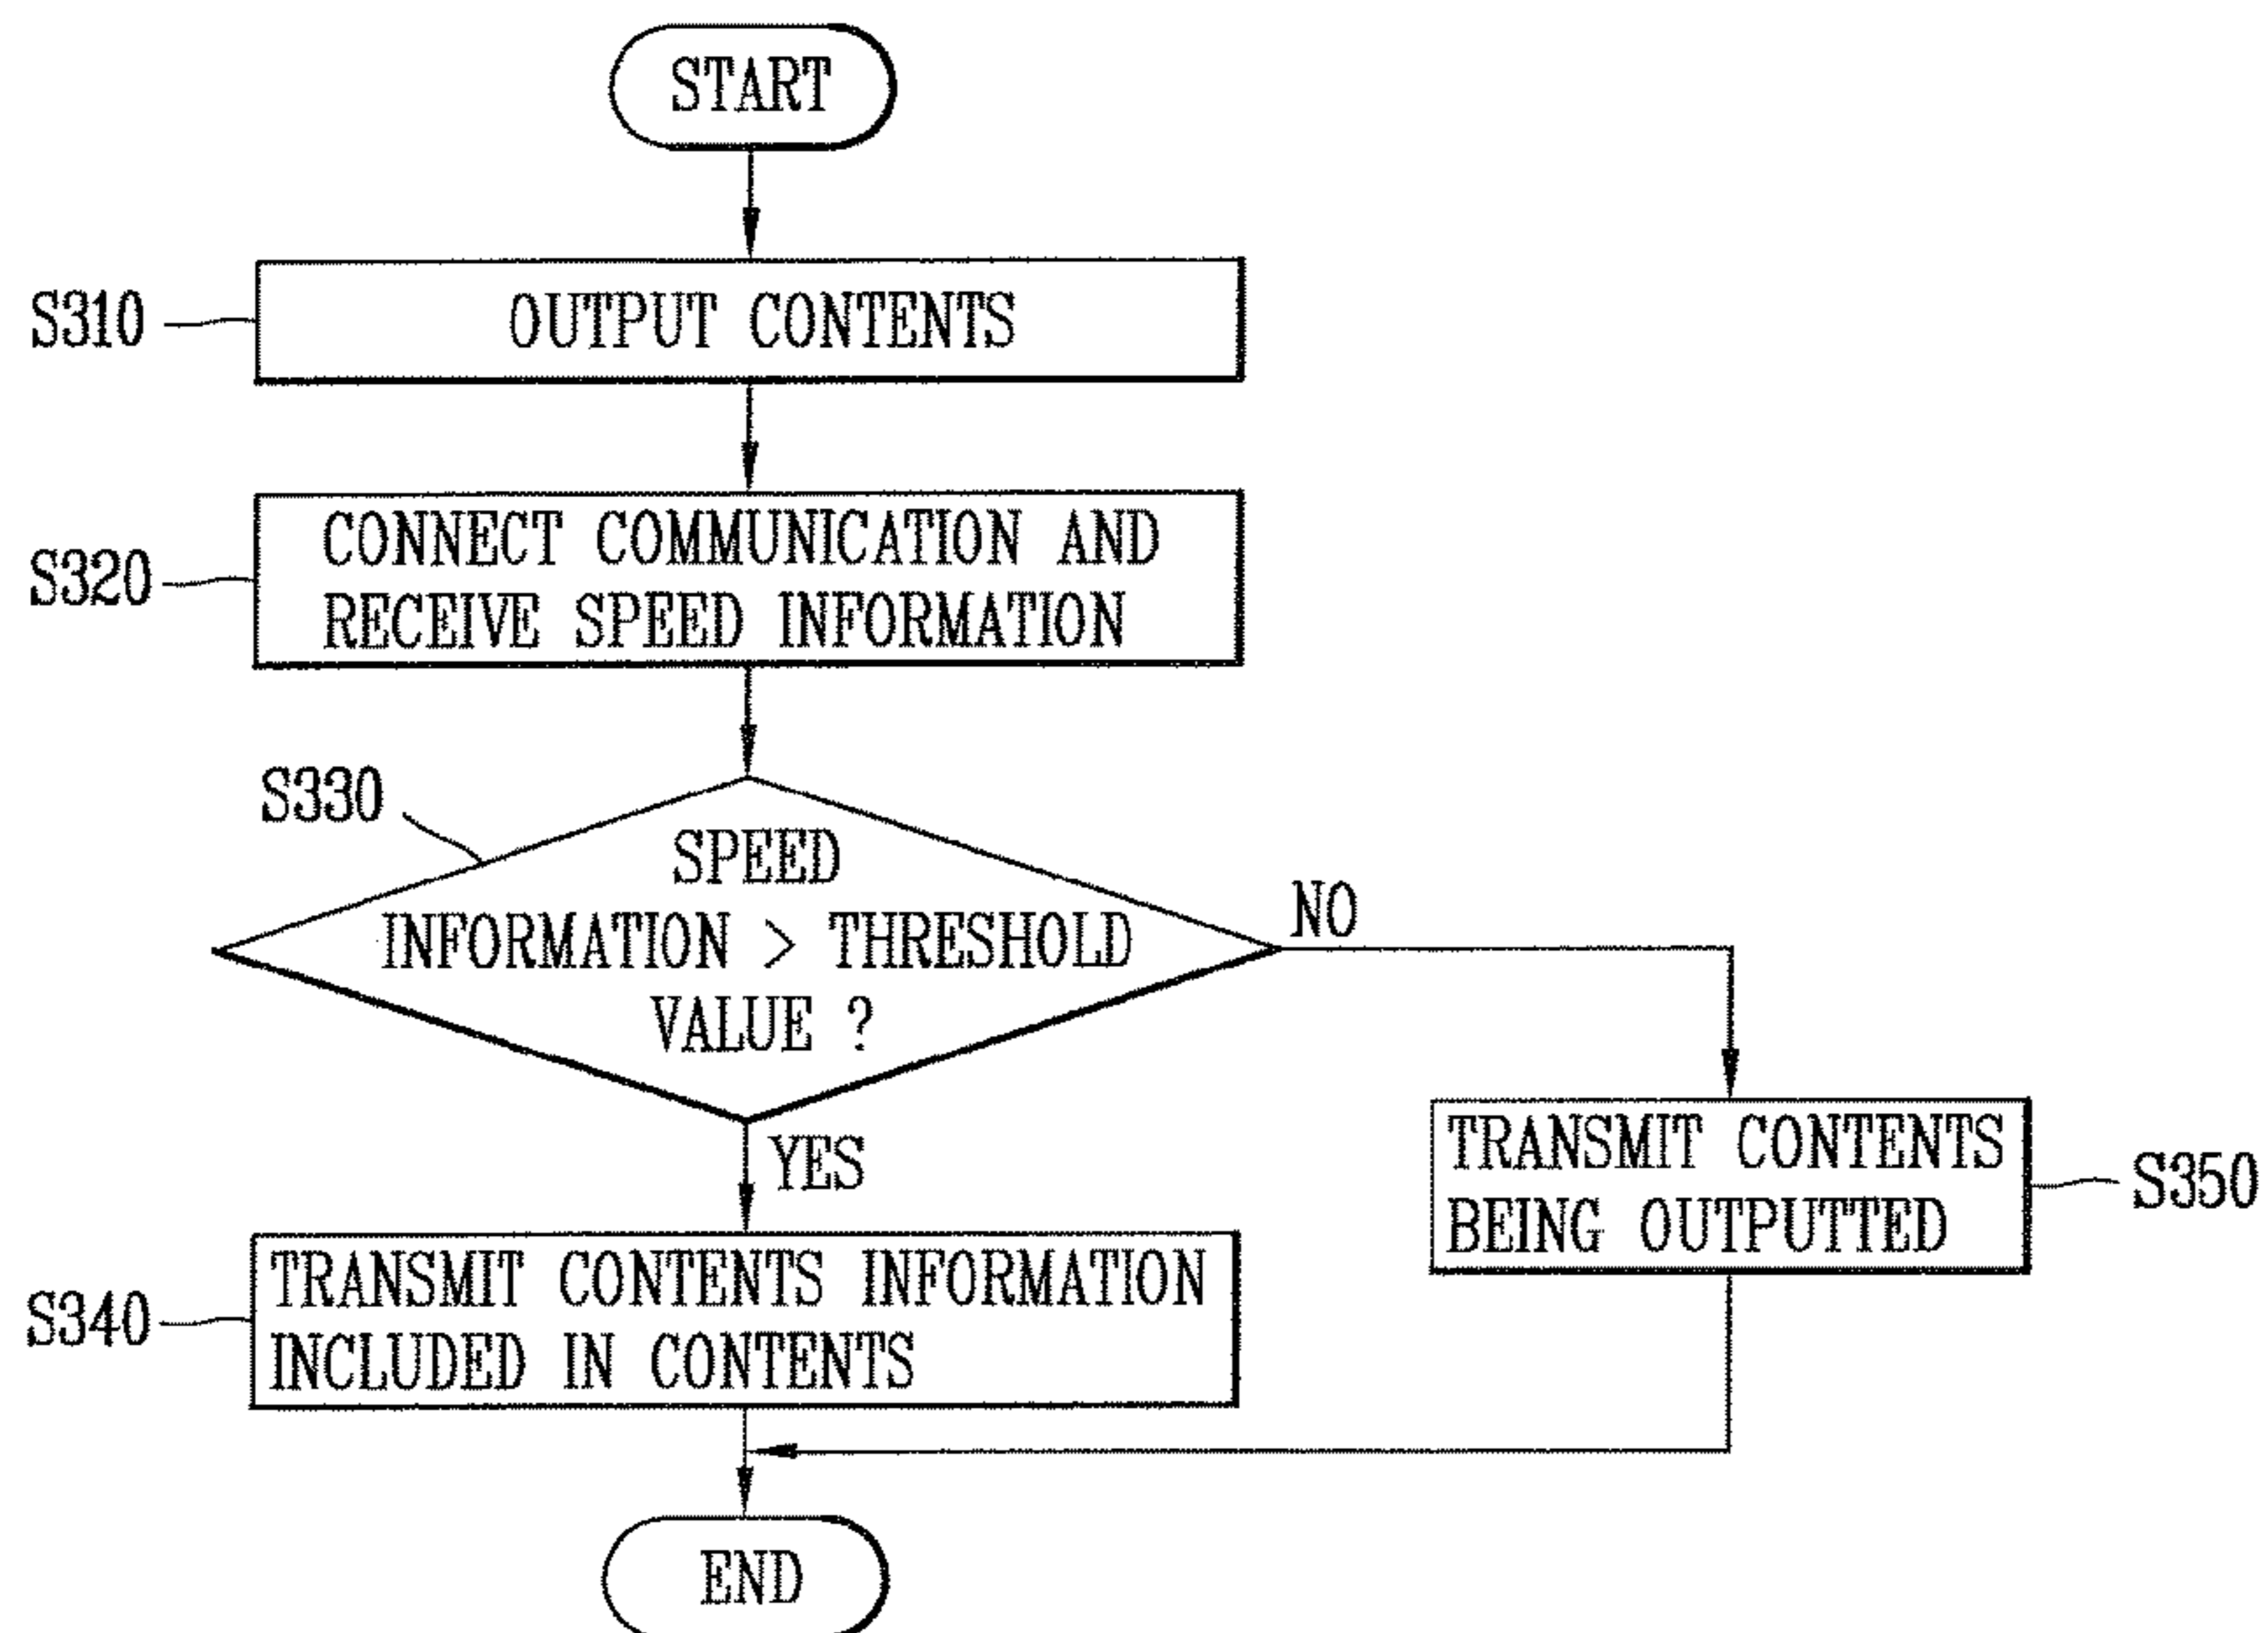 START
S310
OUTPUT CONTENTS
S320
CONNECT COMMUNICATION AND
RECEIVE SPEED INFORMATION
S330
SPEED
INFORMATION > THRESHOLD
VALUE ?
NO
YES
TRANSMIT CONTENTS
BEING OUTPUTTED
S350
S340
TRANSMIT CONTENTS INFORMATION
INCLUDED IN CONTENTS
END